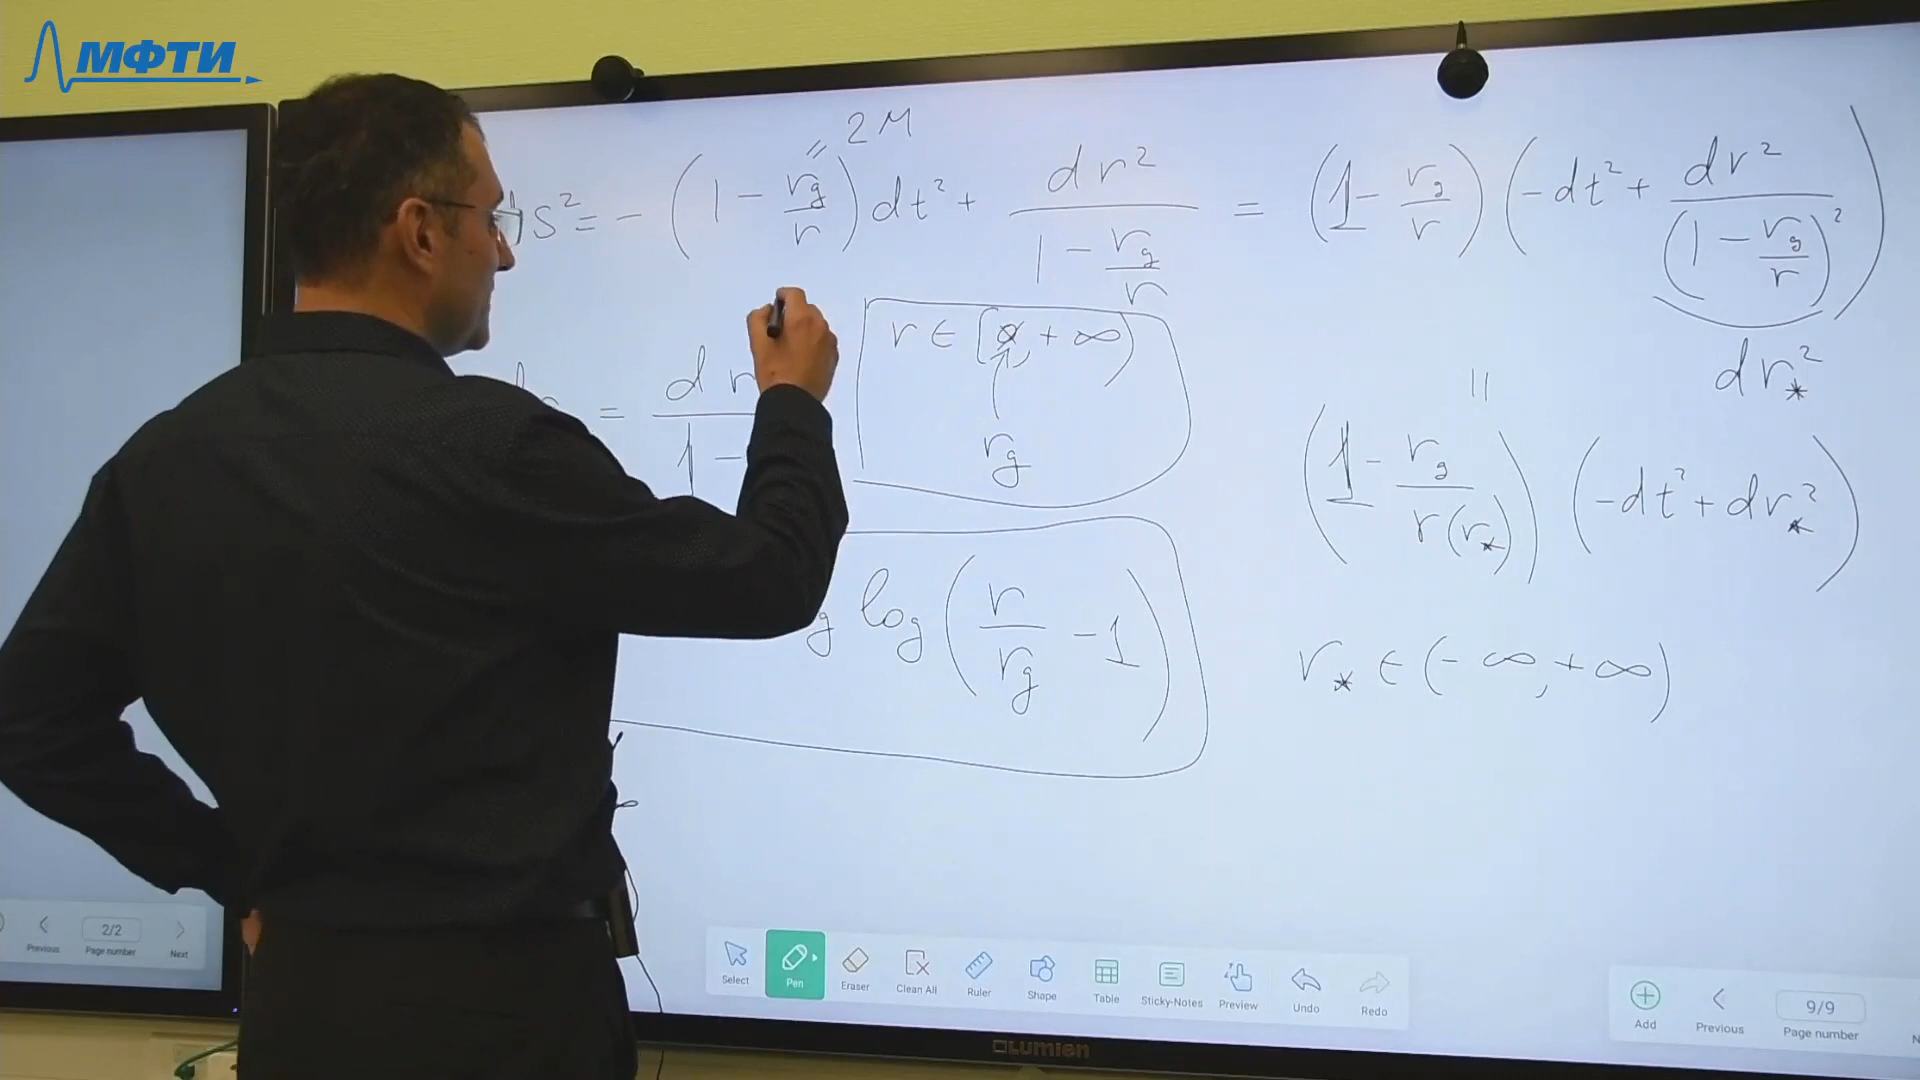 МФТИ
= 2M
ds² = - (1 - r_g/r) dt² + dr²/(1 - r_g/r) = (1 - r_g/r) (-dt² + dr²/(1 - r_g/r)²)
dr_*²
r ∈ [r_g, +∞)
= dr
1 -
=
(1 - r_g/r(r_*)) (-dt² + dr_*²)
g log (r/r_g - 1)
r_* ∈ (-∞, +∞)
Previous
2/2
Page number
Next
Select
Pen
Eraser
Clean All
Ruler
Shape
Table
Sticky-Notes
Preview
Undo
Redo
Add
Previous
9/9
Page number
N
Lumien